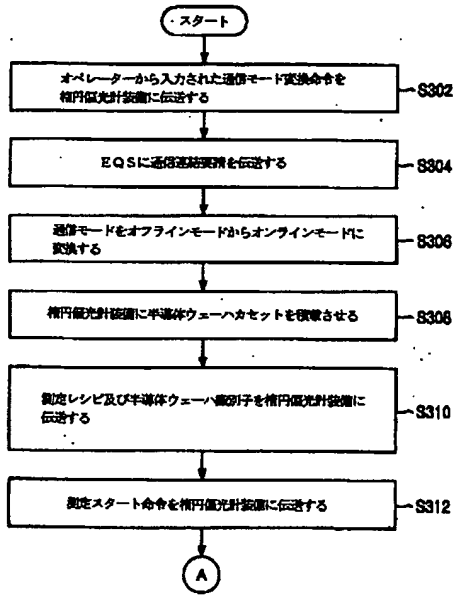 スタート
オペレーターから入力された通信モード変換命令を
楕円偏光計装備に伝送する
S302
EQSに通信連結要請を伝送する
S304
通信モードをオフラインモードからオンラインモードに
変換する
S306
楕円偏光計装備に半導体ウェーハカセットを積載させる
S308
測定レシピ及び半導体ウェーハ識別子を楕円偏光計装備に
伝送する
S310
測定スタート命令を楕円偏光計装備に伝送する
S312
A